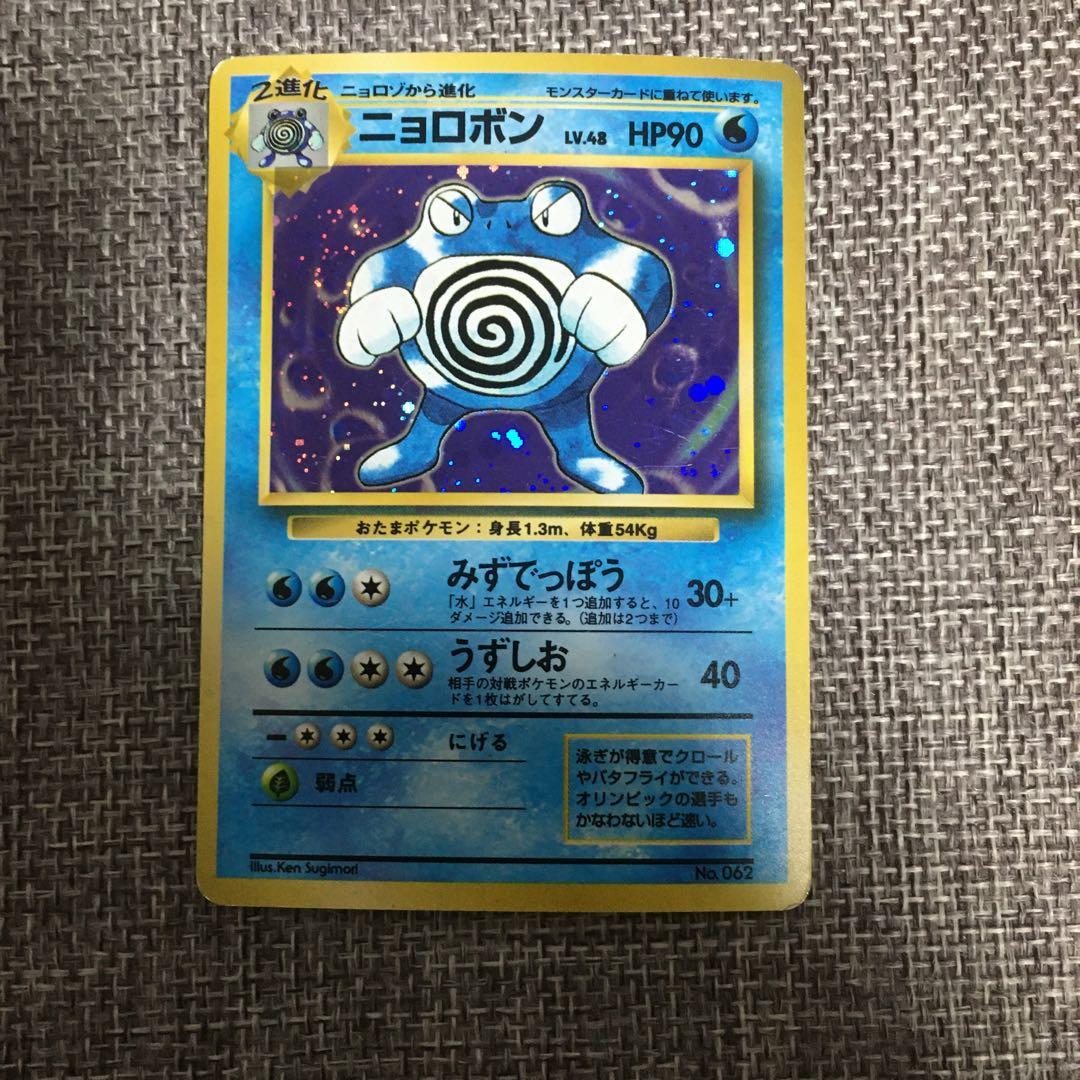 2進化 ニョロゾから進化 モンスターカードに重ねて使います。
ニョロボン LV.48 HP90
おたまポケモン：身長1.3m、体重54Kg
みずでっぽう 30+
「水」エネルギーを1つ追加すると、10
ダメージ追加できる。(追加は2つまで)
うずしお 40
相手の対戦ポケモンのエネルギーカー
ドを1枚はがしてすてる。
にげる
弱点
泳ぎが得意でクロール
やバタフライができる。
オリンピックの選手も
かなわないほど速い。
Illus.Ken Sugimori No. 062